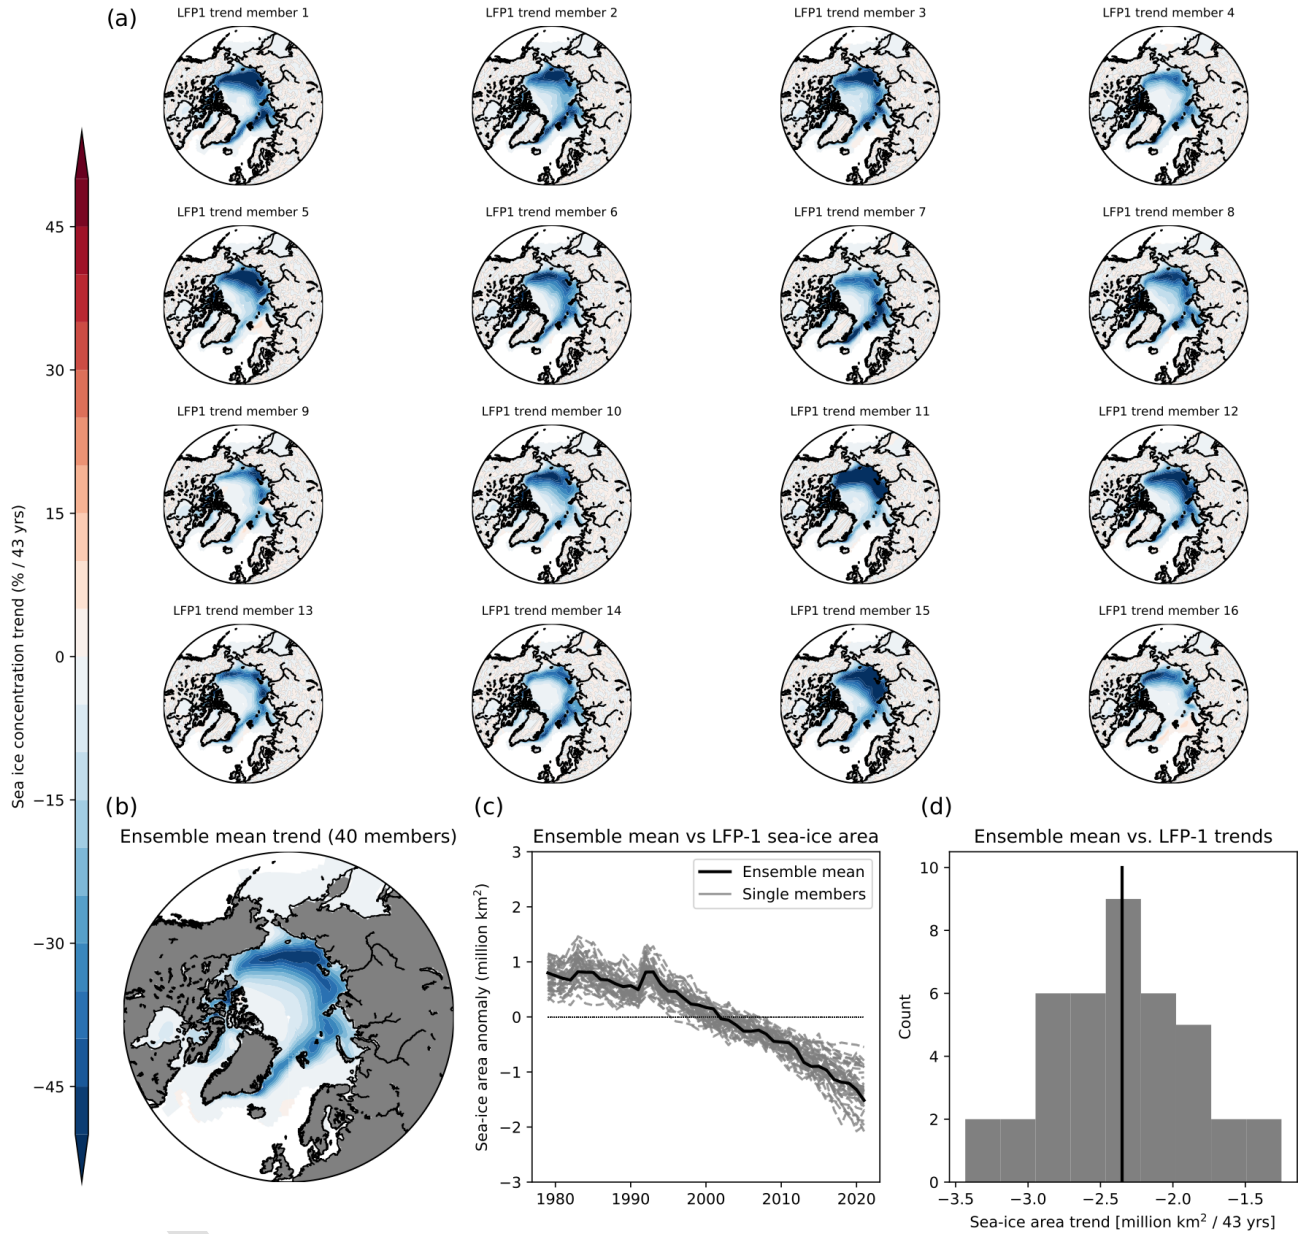 (a)
LFP1 trend member 1
LFP1 trend member 2
LFP1 trend member 3
LFP1 trend member 4
LFP1 trend member 5
LFP1 trend member 6
LFP1 trend member 7
LFP1 trend member 8
LFP1 trend member 9
LFP1 trend member 10
LFP1 trend member 11
LFP1 trend member 12
LFP1 trend member 13
LFP1 trend member 14
LFP1 trend member 15
LFP1 trend member 16
Sea ice concentration trend (% / 43 yrs)
45
30
15
0
−15
−30
−45
(b)
Ensemble mean trend (40 members)
(c)
Ensemble mean vs LFP-1 sea-ice area
Ensemble mean
Single members
Sea-ice area anomaly (million km²)
3
2
1
0
−1
−2
−3
1980
1990
2000
2010
2020
(d)
Ensemble mean vs. LFP-1 trends
Count
10
8
6
4
2
0
−3.5
−3.0
−2.5
−2.0
−1.5
Sea-ice area trend [million km² / 43 yrs]